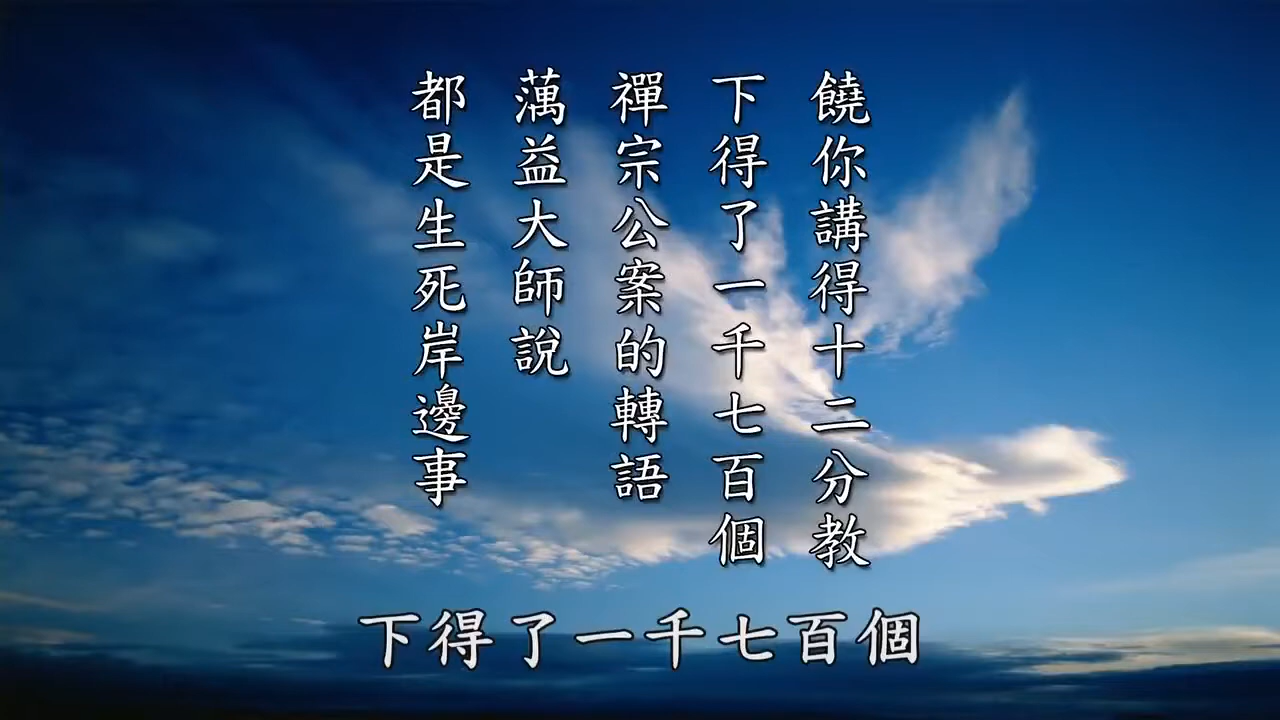 饒你講得十二分教
下得了一千七百個
禪宗公案的轉語
蕅益大師說
都是生死岸邊事
下得了一千七百個